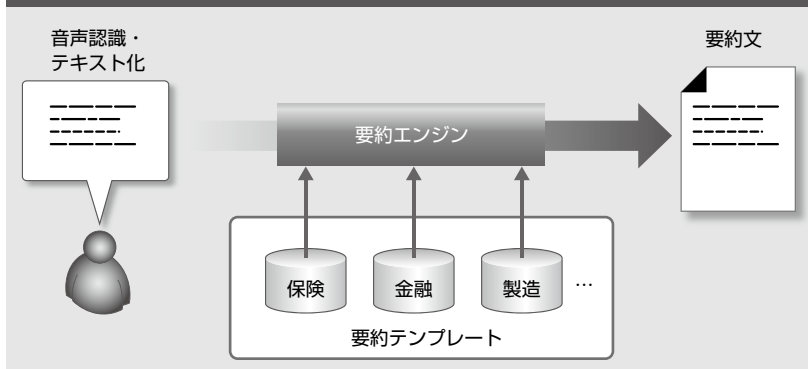 音声認識・
テキスト化
要約文
要約エンジン
保険
金融
製造
…
要約テンプレート